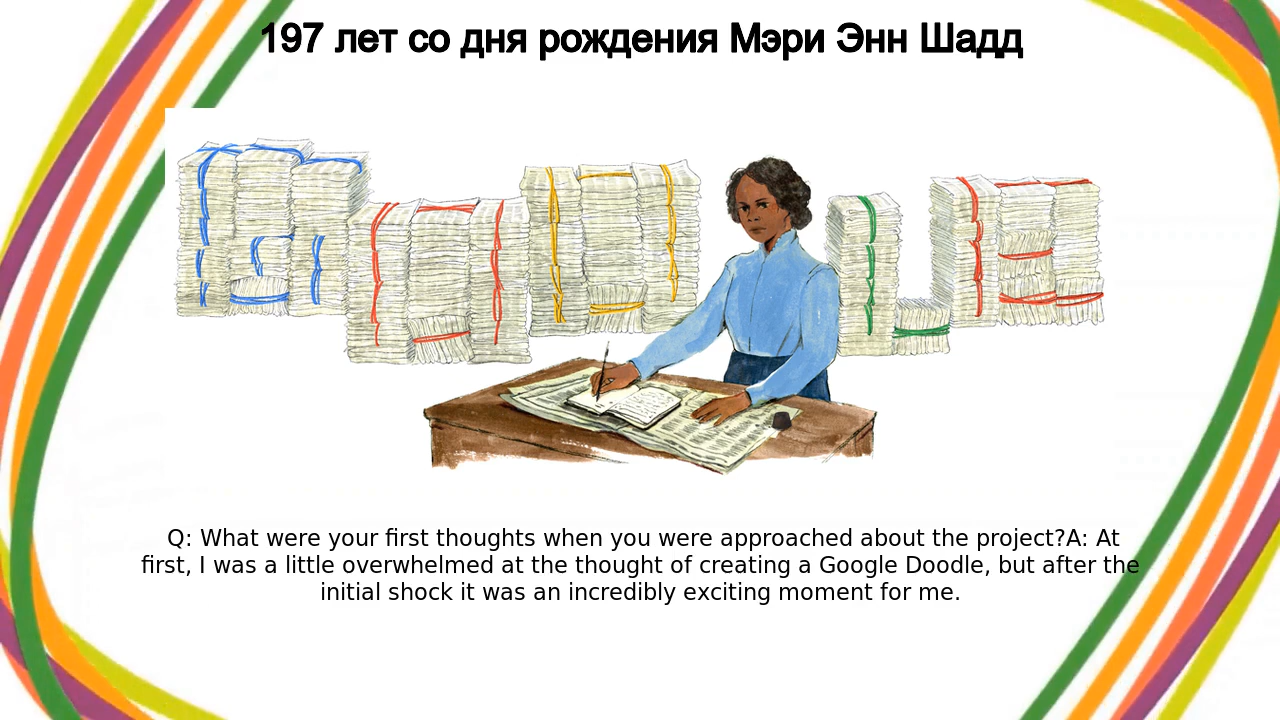 197 лет со дня рождения Мэри Энн Шадд
Q: What were your first thoughts when you were approached about the project?A: At
first, I was a little overwhelmed at the thought of creating a Google Doodle, but after the
initial shock it was an incredibly exciting moment for me.